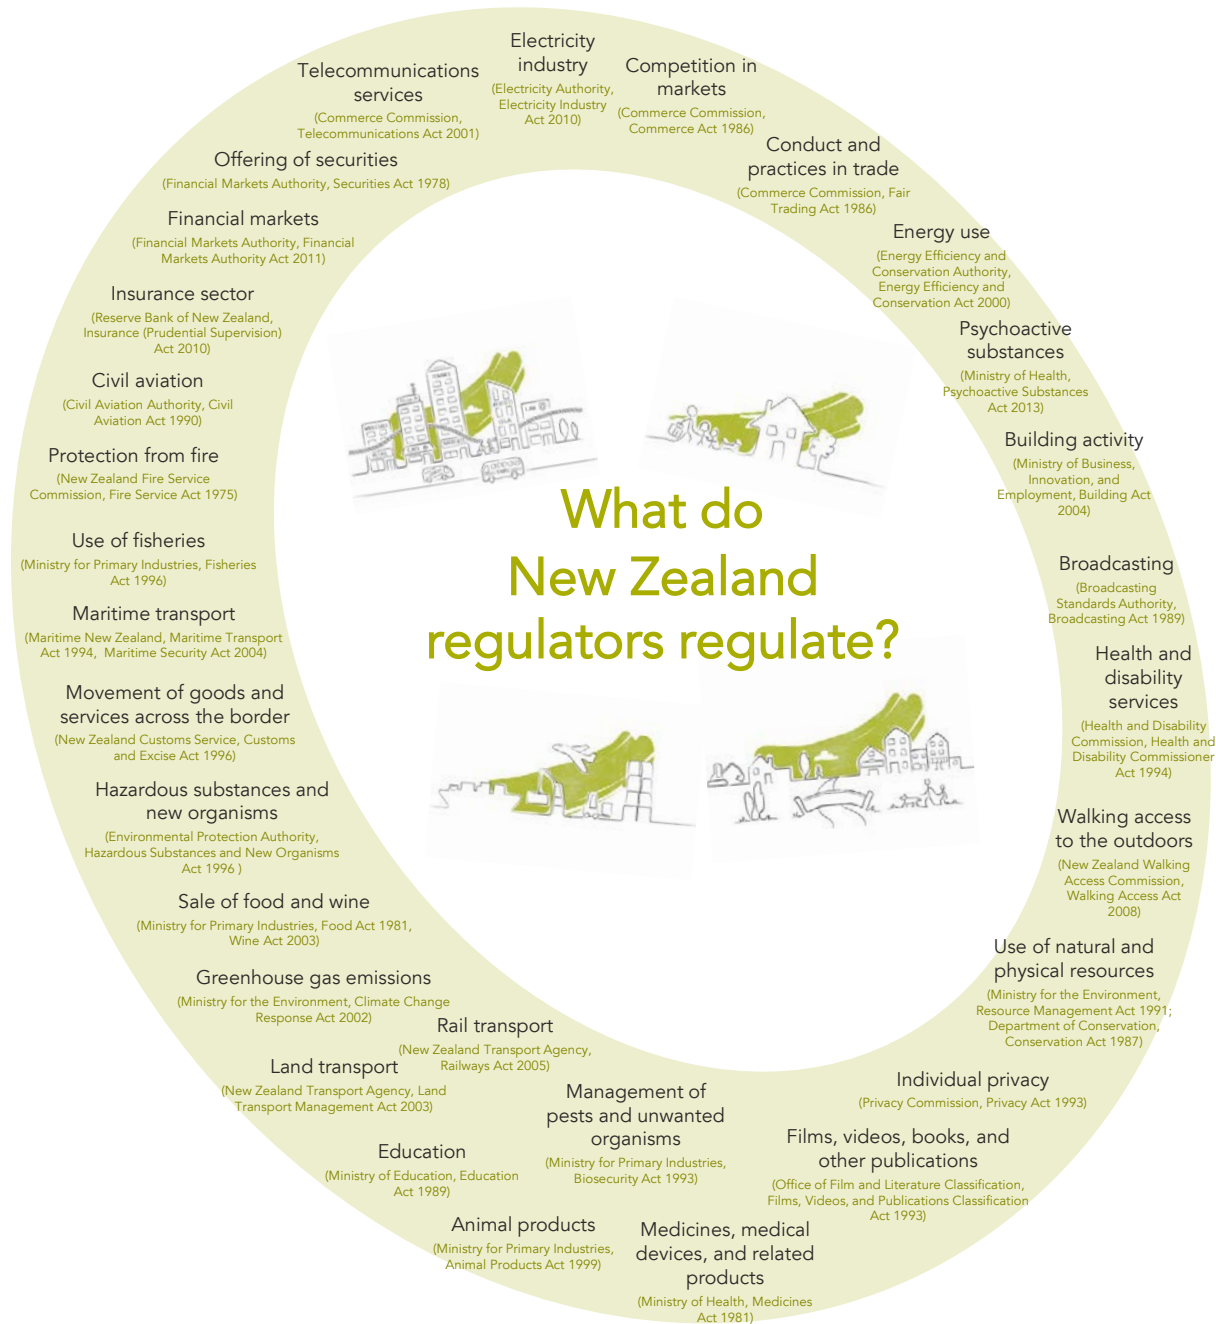 What do
New Zealand
regulators regulate?
Electricity
industry
(Electricity Authority,
Electricity Industry
Act 2010)
Competition in
markets
(Commerce Commission,
Commerce Act 1986)
Conduct and
practices in trade
(Commerce Commission, Fair
Trading Act 1986)
Energy use
(Energy Efficiency and
Conservation Authority,
Energy Efficiency and
Conservation Act 2000)
Psychoactive
substances
(Ministry of Health,
Psychoactive Substances
Act 2013)
Building activity
(Ministry of Business,
Innovation, and
Employment, Building Act
2004)
Broadcasting
(Broadcasting
Standards Authority,
Broadcasting Act 1989)
Health and
disability
services
(Health and Disability
Commission, Health and
Disability Commissioner
Act 1994)
Walking access
to the outdoors
(New Zealand Walking
Access Commission,
Walking Access Act
2008)
Use of natural and
physical resources
(Ministry for the Environment,
Resource Management Act 1991;
Department of Conservation,
Conservation Act 1987)
Individual privacy
(Privacy Commission, Privacy Act 1993)
Films, videos, books, and
other publications
(Office of Film and Literature Classification,
Films, Videos, and Publications Classification
Act 1993)
Medicines, medical
devices, and related
products
(Ministry of Health, Medicines
Act 1981)
Management of
pests and unwanted
organisms
(Ministry for Primary Industries,
Biosecurity Act 1993)
Animal products
(Ministry for Primary Industries,
Animal Products Act 1999)
Education
(Ministry of Education, Education
Act 1989)
Rail transport
(New Zealand Transport Agency,
Railways Act 2005)
Land transport
(New Zealand Transport Agency, Land
Transport Management Act 2003)
Greenhouse gas emissions
(Ministry for the Environment, Climate Change
Response Act 2002)
Sale of food and wine
(Ministry for Primary Industries, Food Act 1981,
Wine Act 2003)
Hazardous substances and
new organisms
(Environmental Protection Authority,
Hazardous Substances and New Organisms
Act 1996 )
Movement of goods and
services across the border
(New Zealand Customs Service, Customs
and Excise Act 1996)
Maritime transport
(Maritime New Zealand, Maritime Transport
Act 1994, Maritime Security Act 2004)
Use of fisheries
(Ministry for Primary Industries, Fisheries
Act 1996)
Protection from fire
(New Zealand Fire Service
Commission, Fire Service Act 1975)
Civil aviation
(Civil Aviation Authority, Civil
Aviation Act 1990)
Insurance sector
(Reserve Bank of New Zealand,
Insurance (Prudential Supervision)
Act 2010)
Financial markets
(Financial Markets Authority, Financial
Markets Authority Act 2011)
Offering of securities
(Financial Markets Authority, Securities Act 1978)
Telecommunications
services
(Commerce Commission,
Telecommunications Act 2001)